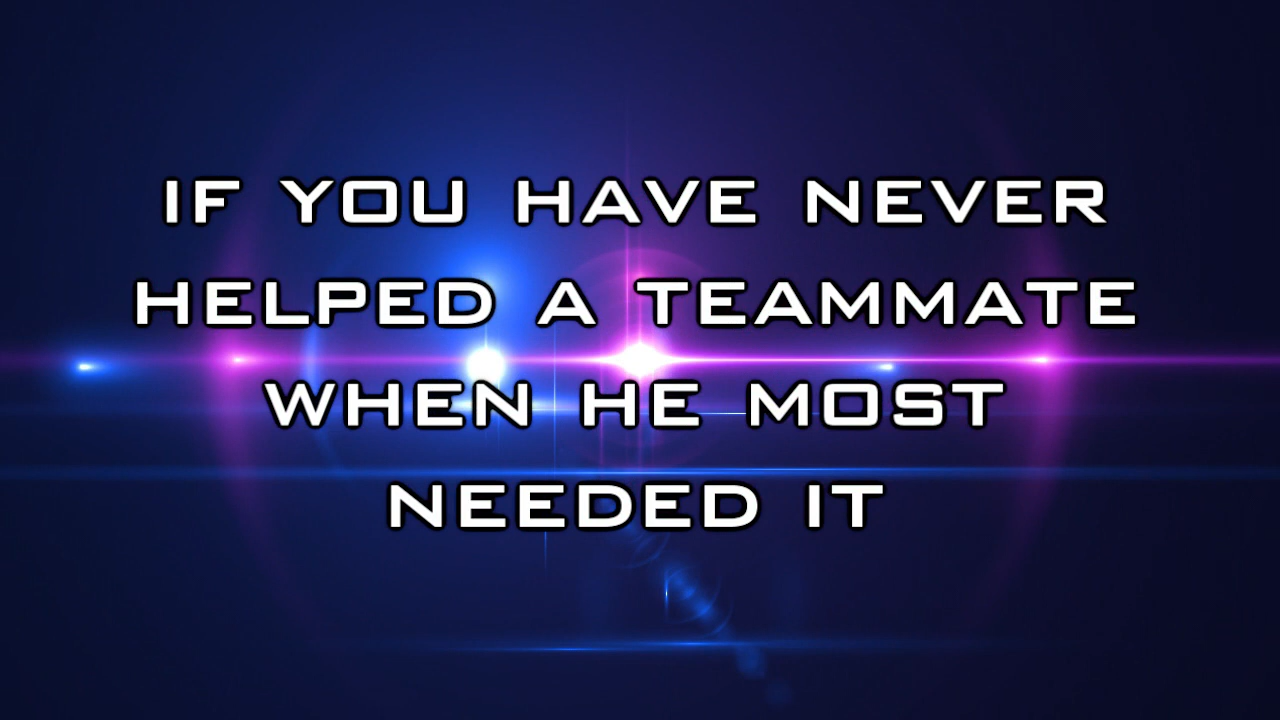 IF YOU HAVE NEVER
HELPED A TEAMMATE
WHEN HE MOST
NEEDED IT